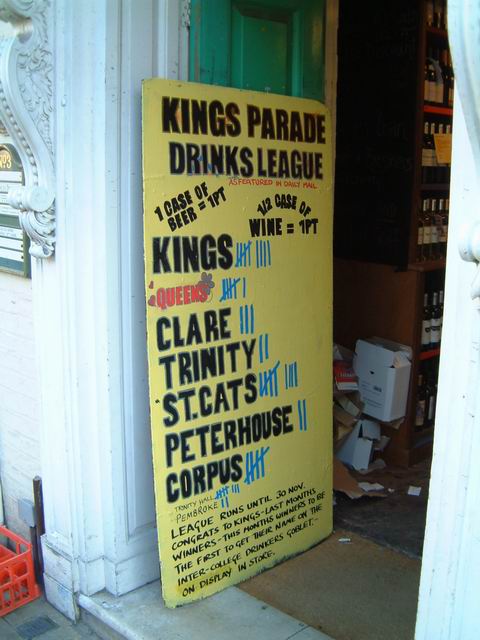 KINGS PARADE
DRINKS LEAGUE
AS FEATURED IN DAILY MAIL
1 CASE OF
BEER = 1PT
1/2 CASE OF
WINE = 1PT
KINGS
QUEENS
CLARE
TRINITY
ST. CATS
PETERHOUSE
CORPUS
TRINITY HALL
PEMBROKE
LEAGUE RUNS UNTIL 30 NOV.
CONGRATS TO KINGS-LAST MONTHS
WINNERS-THIS MONTHS WINNERS TO BE
THE FIRST TO GET THEIR NAME ON THE
INTER-COLLEGE DRINKERS GOBLET.-
ON DISPLAY IN STORE.